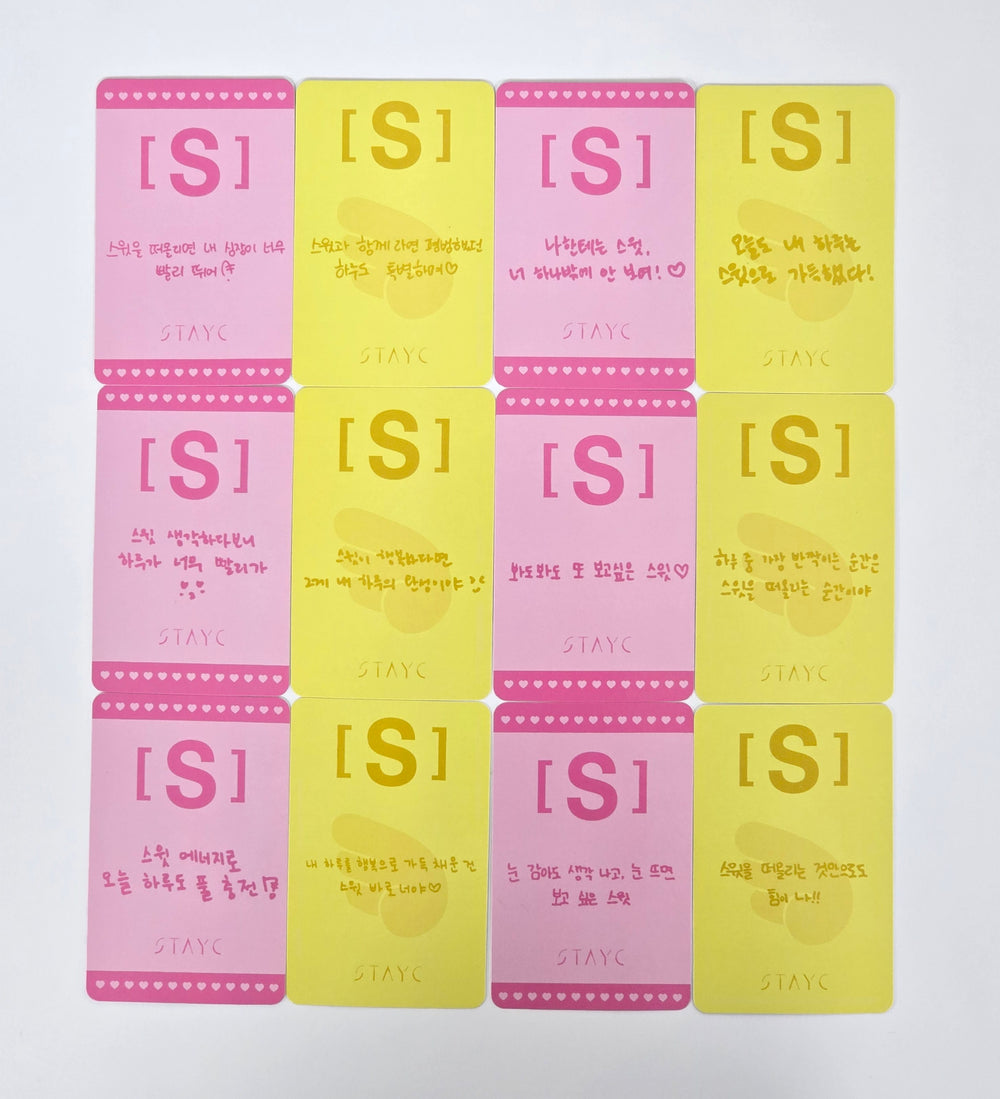 [S]
스윗을 떠올리면 내 심장이 너무
빨리 뛰어
STAYC
[S]
스윗과 함께라면 평범했던
하루도 특별해져♡
STAYC
[S]
나한테는 스윗,
너 하나밖에 안 보여! ♡
STAYC
[S]
오늘도 내 하루는
스윗으로 가득했다!
STAYC
[S]
스윗 생각하다보니
하루가 너무 빨리가
STAYC
[S]
스윗이 행복하다면
그게 내 하루의 완성이야
STAYC
[S]
봐도봐도 또 보고싶은 스윗♡
STAYC
[S]
하루 중 가장 반짝이는 순간은
스윗을 떠올리는 순간이야
STAYC
[S]
스윗 에너지로
오늘 하루도 풀 충전
STAYC
[S]
내 하루를 행복으로 가득 채운 건
스윗 바로 너야♡
STAYC
[S]
눈 감아도 생각 나고, 눈 뜨면
보고 싶은 스윗
STAYC
[S]
스윗을 떠올리는 것만으로도
힘이 나!!
STAYC